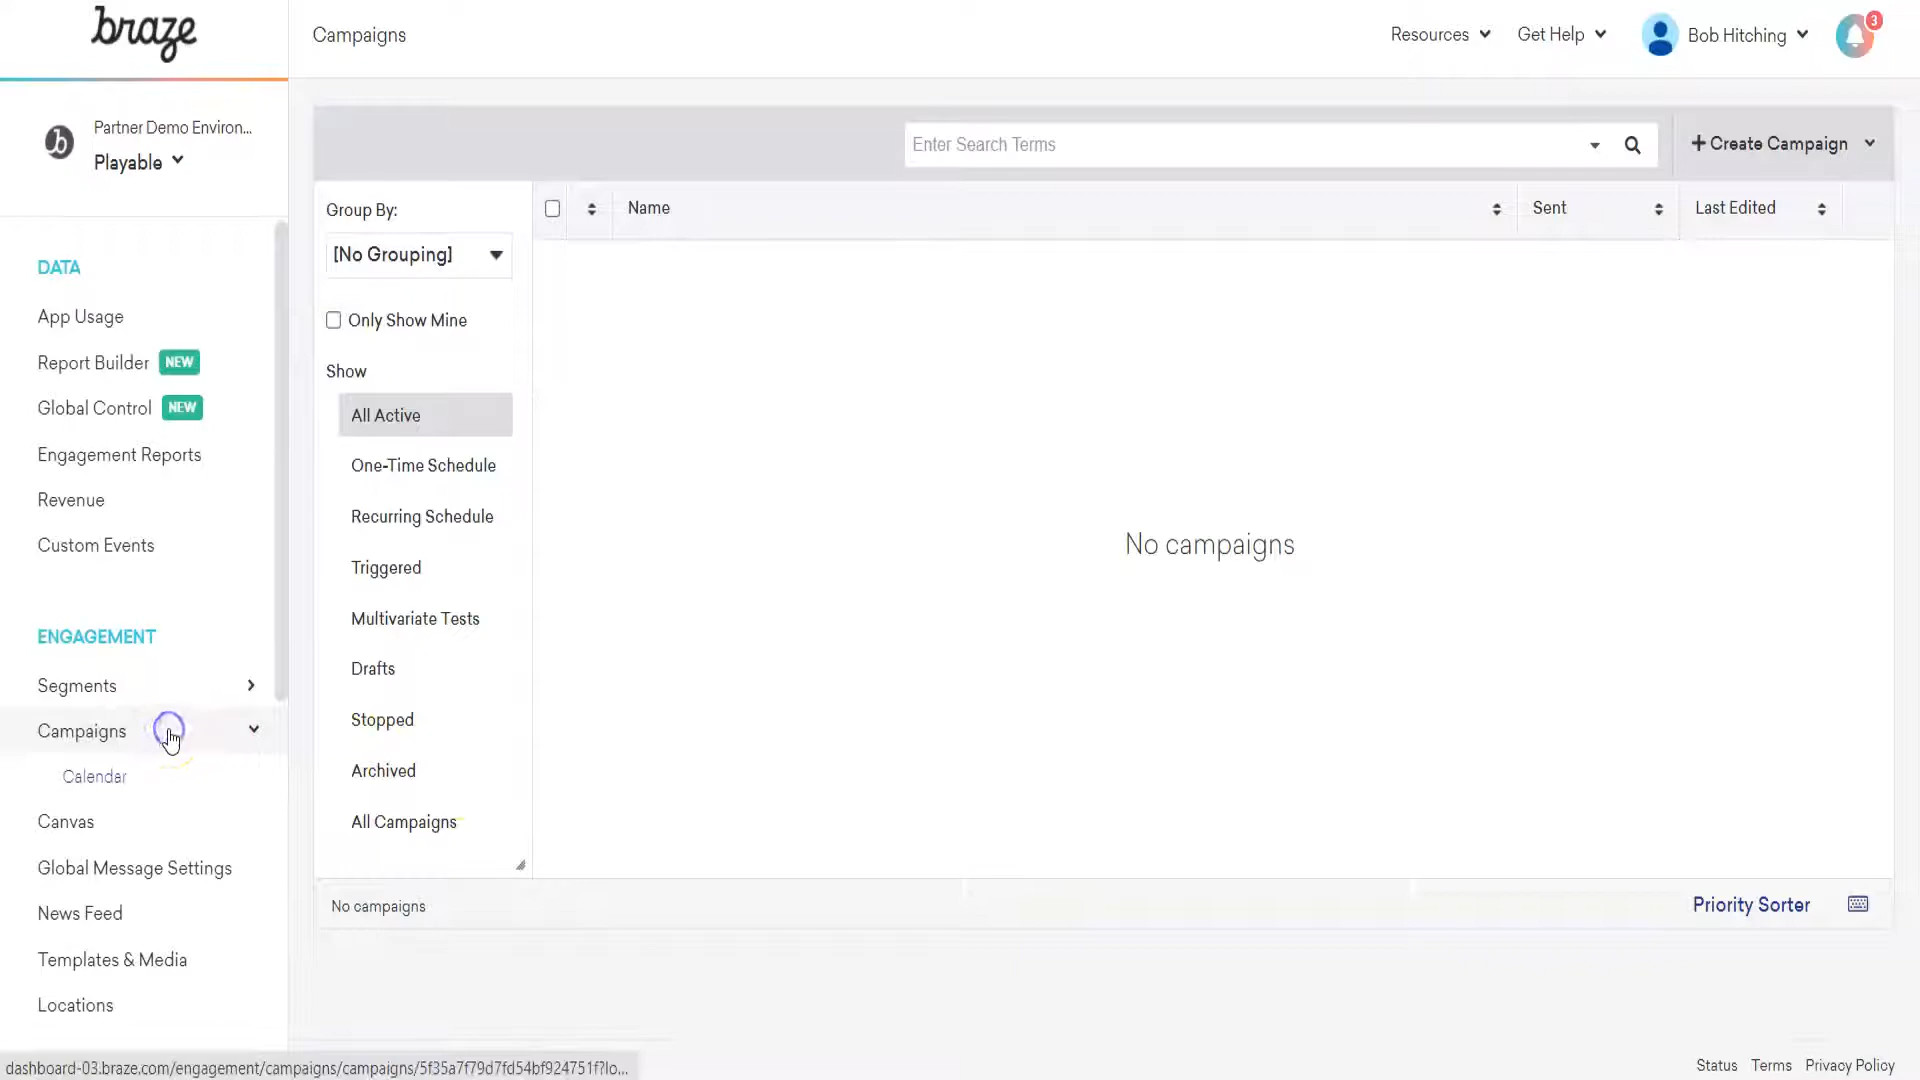 braze
Campaigns
Resources
Get Help
Bob Hitching
3
Partner Demo Environ...
Playable
Enter Search Terms
+ Create Campaign
DATA
App Usage
Report Builder NEW
Global Control NEW
Engagement Reports
Revenue
Custom Events
ENGAGEMENT
Segments
Campaigns
Calendar
Canvas
Global Message Settings
News Feed
Templates & Media
Locations
Group By:
[No Grouping]
Only Show Mine
Show
All Active
One-Time Schedule
Recurring Schedule
Triggered
Multivariate Tests
Drafts
Stopped
Archived
All Campaigns
Name
Sent
Last Edited
No campaigns
No campaigns
Priority Sorter
dashboard-03.braze.com/engagement/campaigns/campaigns/5f35a7f79d7fd54bf924751f?lo...
Status
Terms
Privacy Policy